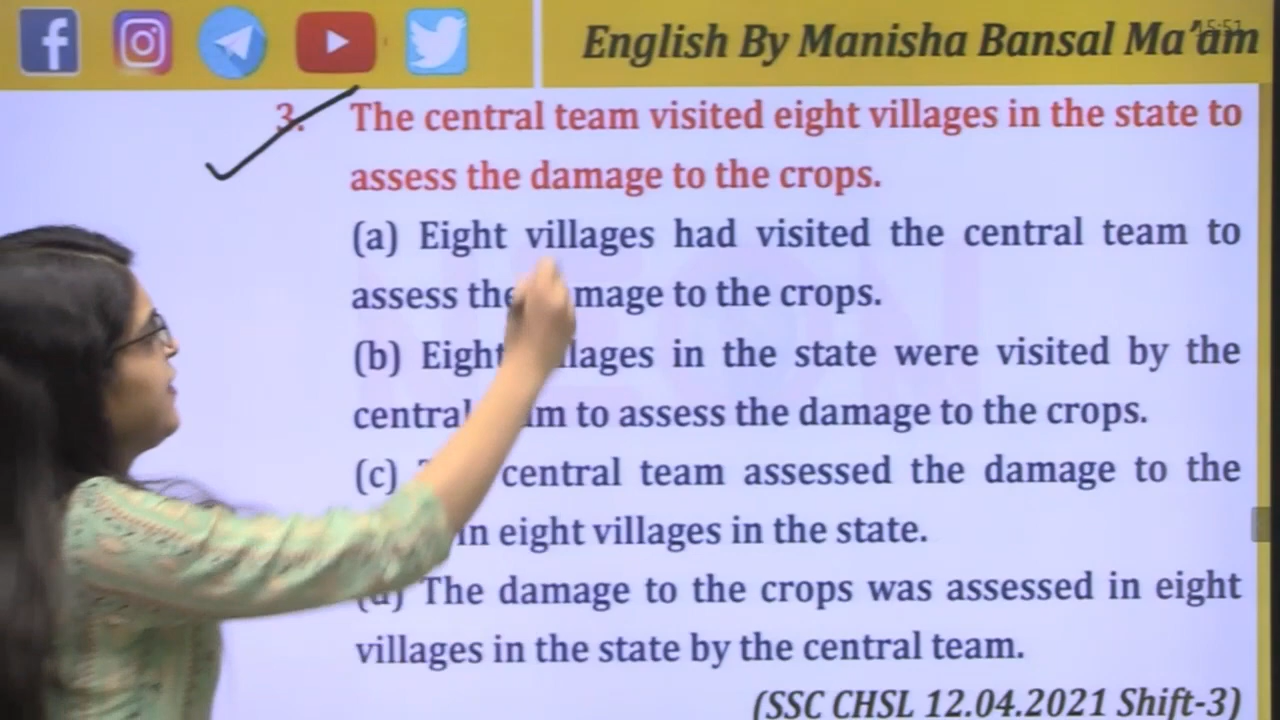 English By Manisha Bansal Ma'am
15:51
3. The central team visited eight villages in the state to
assess the damage to the crops.
(a) Eight villages had visited the central team to
assess the mage to the crops.
(b) Eight lages in the state were visited by the
central m to assess the damage to the crops.
(c) central team assessed the damage to the
in eight villages in the state.
(d) The damage to the crops was assessed in eight
villages in the state by the central team.
(SSC CHSL 12.04.2021 Shift-3)